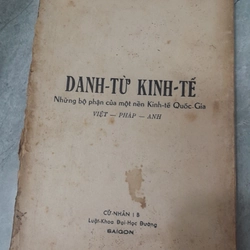 DANH-TỪ KINH-TẾ
Những bộ phận của một nền Kinh-tế Quốc-Gia
VIỆT — PHÁP — ANH
CỬ-NHÂN I B
Luật-Khoa Đại-Học Đường
SAIGON